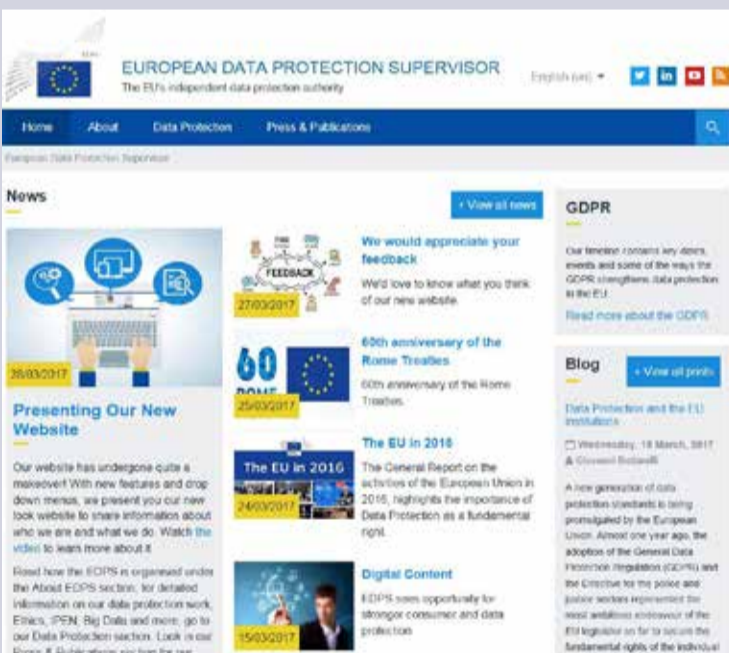 EUROPEAN DATA PROTECTION SUPERVISOR
The EU's independent data protection authority
English (en)
Home About Data Protection Press & Publications
European Data Protection Supervisor
News
+ View all news
28/03/2017
Presenting Our New
Website
Our website has undergone quite a
makeover! With new features and drop
down menus, we present you our new
look website to share information about
who we are and what we do. Watch the
video to learn more about it
Read how the EDPS is organised under
the About EDPS section; for detailed
information on our data protection work,
Ethics, IPEN, Big Data and more, go to
our Data Protection section. Look in our
Press & Publications section for our
FEEDBACK
27/03/2017
We would appreciate your
feedback
We'd love to know what you think
of our new website.
60
ROME
25/03/2017
60th anniversary of the
Rome Treaties
60th anniversary of the Rome
Treaties.
The EU in 2016
24/03/2017
The EU in 2016
The General Report on the
activities of the European Union in
2016, highlights the importance of
Data Protection as a fundamental
right.
15/03/2017
Digital Content
EDPS sees opportunity for
stronger consumer and data
protection
GDPR
Our timeline contains key dates,
events and some of the ways the
GDPR strengthens data protection
in the EU.
Read more about the GDPR
Blog
+ View all posts
Data Protection and the EU
institutions
Wednesday, March, 2017
Giovanni Buttarelli
A new generation of data
protection standards is being
promulgated by the European
Union. Almost one year ago, the
adoption of the General Data
Protection Regulation (GDPR) and
the Directive for the police and
justice sectors represented the
most ambitious endeavour of the
EU legislator so far to secure the
fundamental rights of the individual